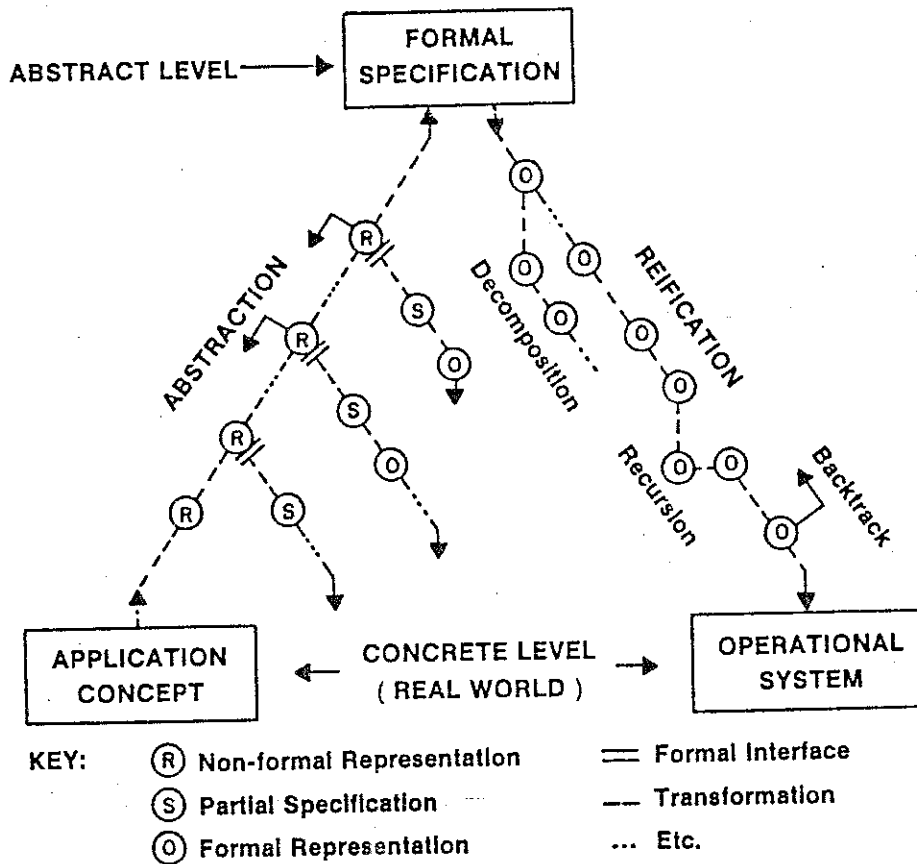 FORMAL
SPECIFICATION
ABSTRACT LEVEL
O
R
O
O
ABSTRACTION
Decomposition
REIFICATION
S
O
O
R
O
S
O
R
O
Recursion
O
O
Backtrack
R
S
O
APPLICATION
CONCEPT
CONCRETE LEVEL
( REAL WORLD )
OPERATIONAL
SYSTEM
KEY:
R Non-formal Representation
S Partial Specification
O Formal Representation
= Formal Interface
-- Transformation
... Etc.